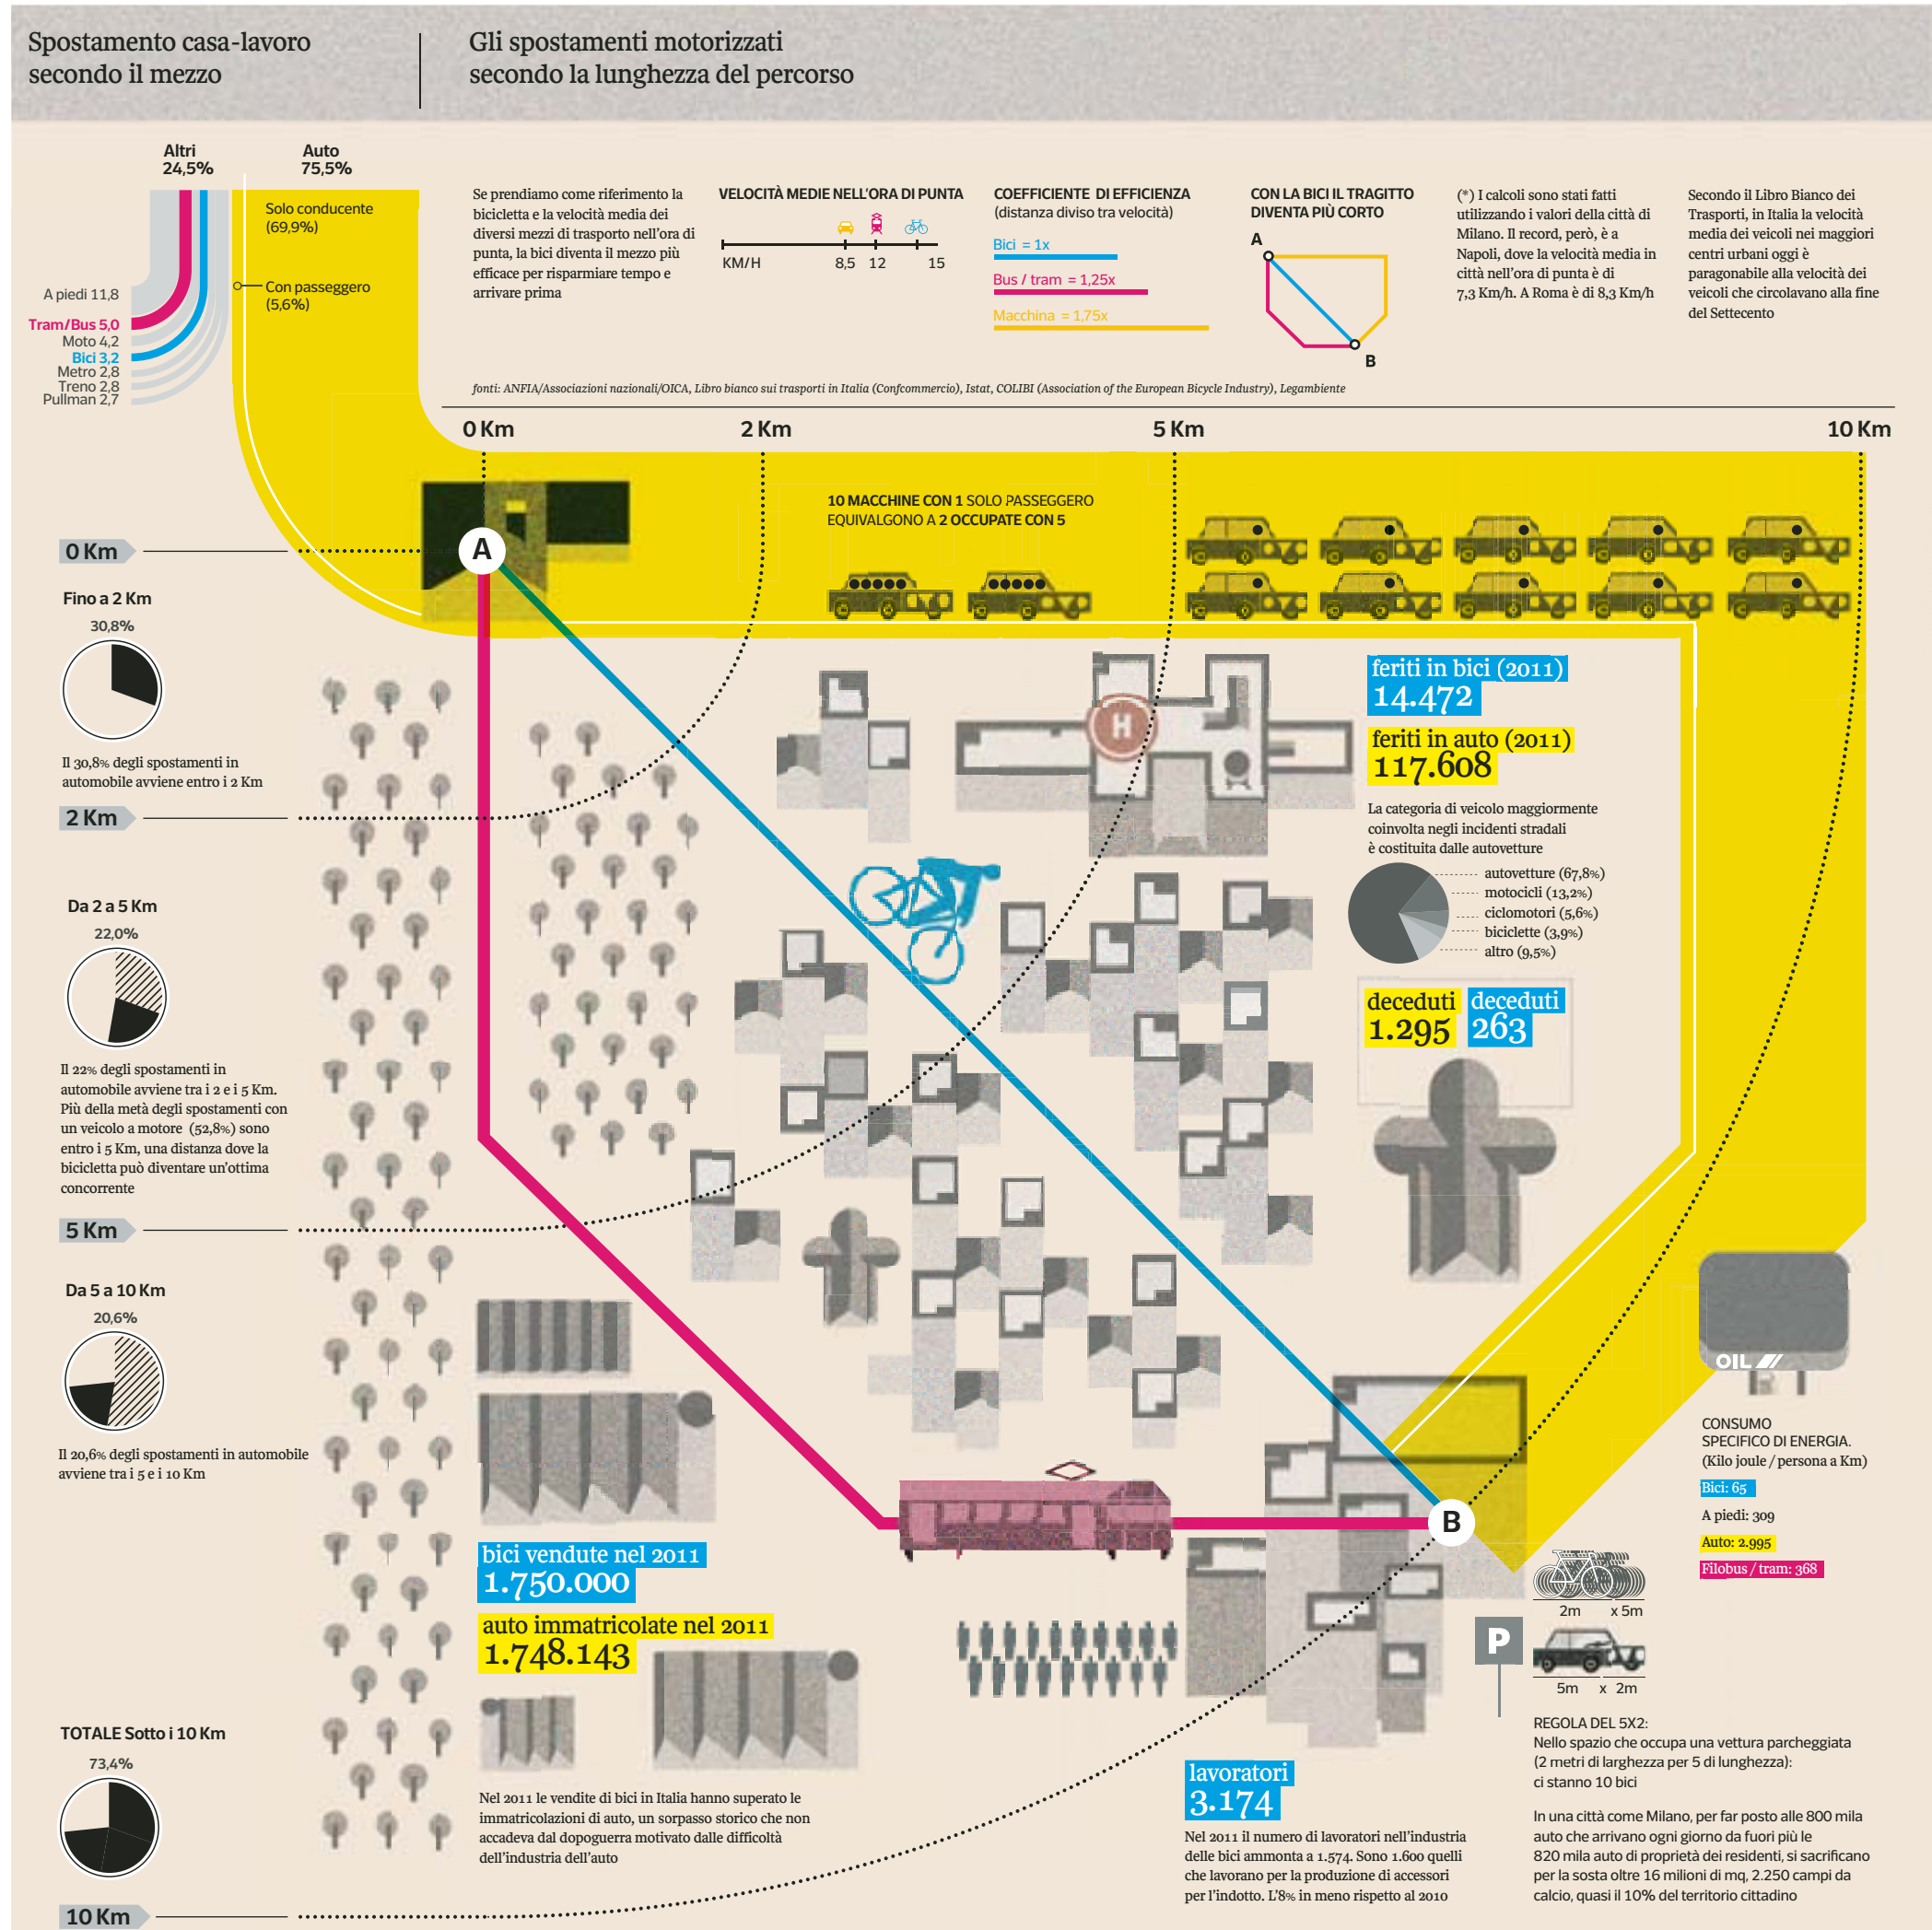 Spostamento casa-lavoro
secondo il mezzo
Gli spostamenti motorizzati
secondo la lunghezza del percorso
Altri
24,5%
Auto
75,5%
Solo conducente
(69,9%)
Con passeggero
(5,6%)
A piedi 11,8
Tram/Bus 5,0
Moto 4,2
Bici 3,2
Metro 2,8
Treno 2,8
Pullman 2,7
Se prendiamo come riferimento la
bicicletta e la velocità media dei
diversi mezzi di trasporto nell'ora di
punta, la bici diventa il mezzo più
efficace per risparmiare tempo e
arrivare prima
VELOCITÀ MEDIE NELL'ORA DI PUNTA
KM/H 8,5 12 15
COEFFICIENTE DI EFFICIENZA
(distanza diviso tra velocità)
Bici = 1x
Bus / tram = 1,25x
Macchina = 1,75x
CON LA BICI IL TRAGITTO
DIVENTA PIÙ CORTO
A
B
(*) I calcoli sono stati fatti
utilizzando i valori della città di
Milano. Il record, però, è a
Napoli, dove la velocità media in
città nell'ora di punta è di
7,3 Km/h. A Roma è di 8,3 Km/h
Secondo il Libro Bianco dei
Trasporti, in Italia la velocità
media dei veicoli nei maggiori
centri urbani oggi è
paragonabile alla velocità dei
veicoli che circolavano alla fine
del Settecento
fonti: ANFIA/Associazioni nazionali/OICA, Libro bianco sui trasporti in Italia (Confcommercio), Istat, COLIBI (Association of the European Bicycle Industry), Legambiente
0 Km 2 Km 5 Km 10 Km
10 MACCHINE CON 1 SOLO PASSEGGERO
EQUIVALGONO A 2 OCCUPATE CON 5
0 Km
A
Fino a 2 Km
30,8%
Il 30,8% degli spostamenti in
automobile avviene entro i 2 Km
2 Km
Da 2 a 5 Km
22,0%
Il 22% degli spostamenti in
automobile avviene tra i 2 e i 5 Km.
Più della metà degli spostamenti con
un veicolo a motore (52,8%) sono
entro i 5 Km, una distanza dove la
bicicletta può diventare un'ottima
concorrente
5 Km
Da 5 a 10 Km
20,6%
Il 20,6% degli spostamenti in automobile
avviene tra i 5 e i 10 Km
TOTALE Sotto i 10 Km
73,4%
10 Km
H
feriti in bici (2011)
14.472
feriti in auto (2011)
117.608
La categoria di veicolo maggiormente
coinvolta negli incidenti stradali
è costituita dalle autovetture
autovetture (67,8%)
motocicli (13,2%)
ciclomotori (5,6%)
biciclette (3,9%)
altro (9,5%)
deceduti
1.295
deceduti
263
OIL
CONSUMO
SPECIFICO DI ENERGIA.
(Kilo joule / persona a Km)
Bici: 65
A piedi: 309
Auto: 2.995
Filobus / tram: 368
B
bici vendute nel 2011
1.750.000
auto immatricolate nel 2011
1.748.143
Nel 2011 le vendite di bici in Italia hanno superato le
immatricolazioni di auto, un sorpasso storico che non
accadeva dal dopoguerra motivato dalle difficoltà
dell'industria dell'auto
lavoratori
3.174
Nel 2011 il numero di lavoratori nell'industria
delle bici ammonta a 1.574. Sono 1.600 quelli
che lavorano per la produzione di accessori
per l'indotto. L'8% in meno rispetto al 2010
2m x 5m
P
5m x 2m
REGOLA DEL 5X2:
Nello spazio che occupa una vettura parcheggiata
(2 metri di larghezza per 5 di lunghezza):
ci stanno 10 bici
In una città come Milano, per far posto alle 800 mila
auto che arrivano ogni giorno da fuori più le
820 mila auto di proprietà dei residenti, si sacrificano
per la sosta oltre 16 milioni di mq, 2.250 campi da
calcio, quasi il 10% del territorio cittadino